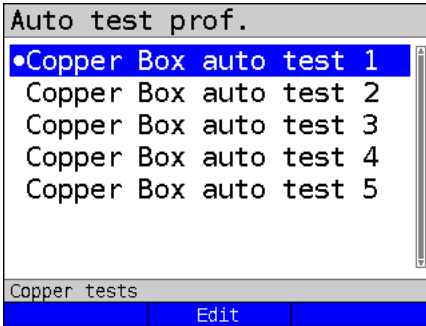 Auto test prof.
•Copper Box auto test 1
Copper Box auto test 2
Copper Box auto test 3
Copper Box auto test 4
Copper Box auto test 5
Copper tests
Edit